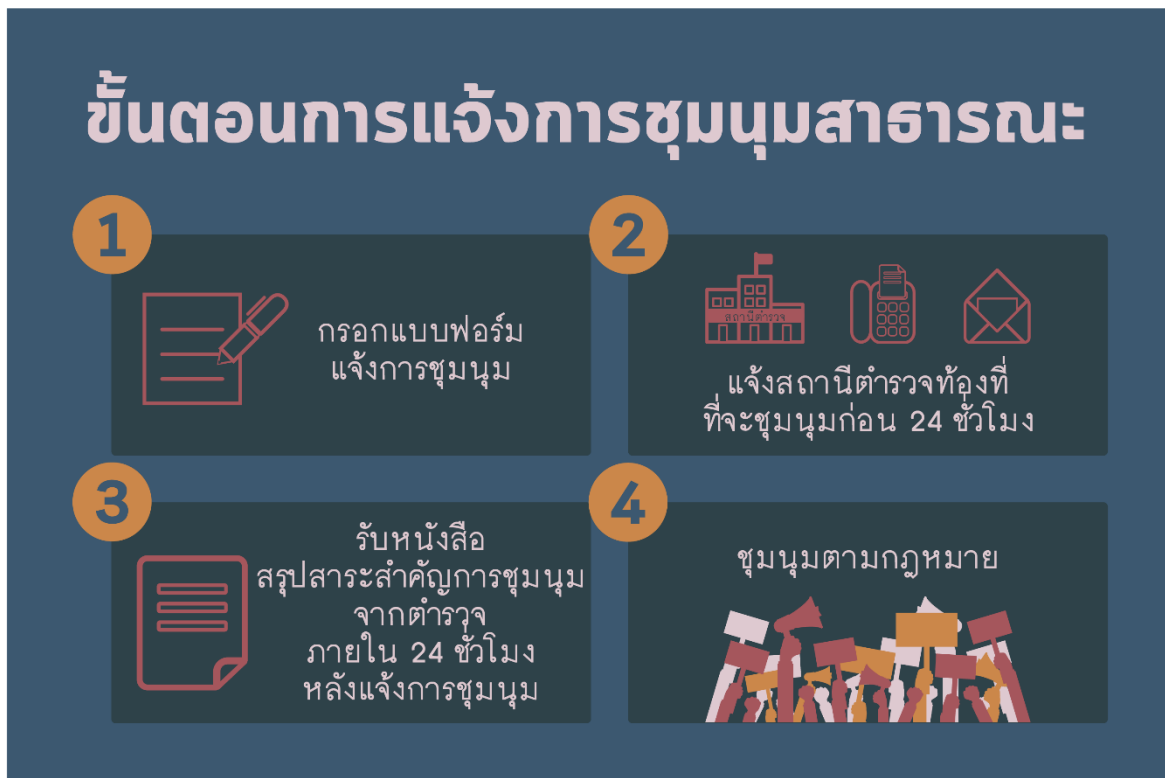 ขั้นตอนการแจ้งการชุมนุมสาธารณะ
1
กรอกแบบฟอร์ม
แจ้งการชุมนุม
2
สถานีตำรวจ
แจ้งสถานีตำรวจท้องที่
ที่จะชุมนุมก่อน 24 ชั่วโมง
3
รับหนังสือ
สรุปสาระสำคัญการชุมนุม
จากตำรวจ
ภายใน 24 ชั่วโมง
หลังแจ้งการชุมนุม
4
ชุมนุมตามกฎหมาย